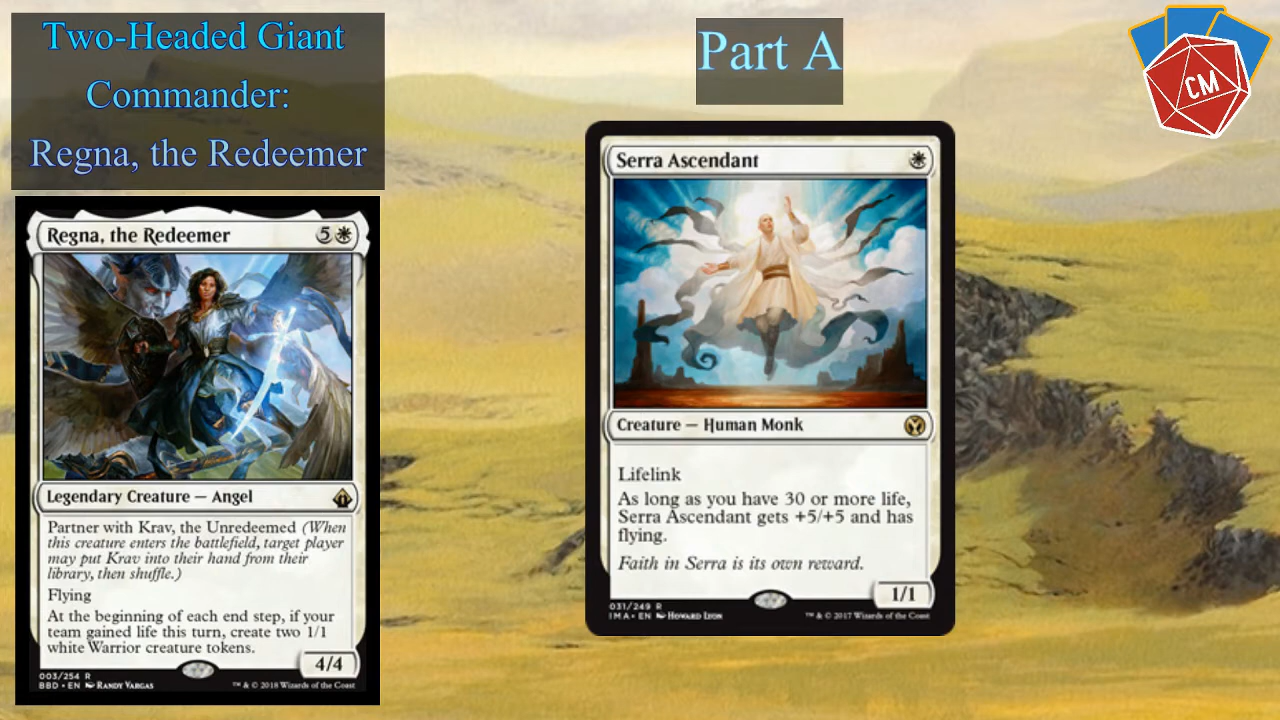 Two-Headed Giant
Commander:
Regna, the Redeemer
Part A
CM
Regna, the Redeemer 5
Legendary Creature — Angel
Partner with Krav, the Unredeemed (When
this creature enters the battlefield, target player
may put Krav into their hand from their
library, then shuffle.)
Flying
At the beginning of each end step, if your
team gained life this turn, create two 1/1
white Warrior creature tokens.
4/4
003/254 R
BBD • EN Randy Vargas
™ & © 2018 Wizards of the Coast
Serra Ascendant
Creature — Human Monk
Lifelink
As long as you have 30 or more life,
Serra Ascendant gets +5/+5 and has
flying.
Faith in Serra is its own reward.
1/1
031/249 R
IMA • EN Howard Lyon
™ & © 2017 Wizards of the Coast